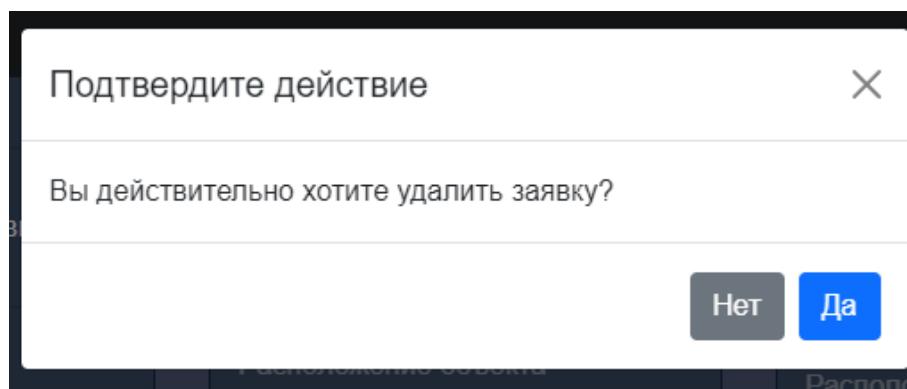 Подтвердите действие
Вы действительно хотите удалить заявку?
Нет
Да